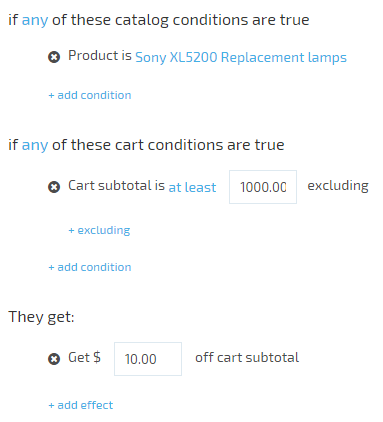 if any of these catalog conditions are true
Product is Sony XL5200 Replacement lamps
+ add condition
if any of these cart conditions are true
Cart subtotal is at least 1000.00 excluding
+ excluding
+ add condition
They get:
Get $ 10.00 off cart subtotal
+ add effect